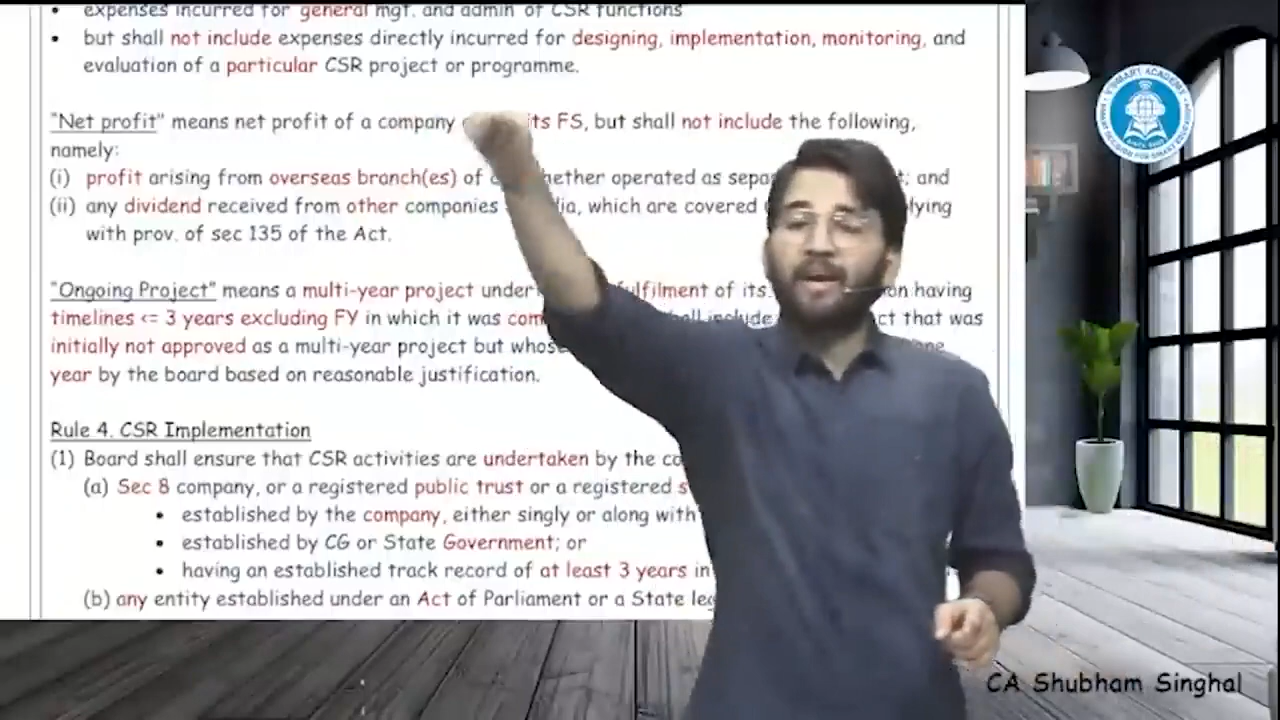 • expenses incurred for general mgt. and admin of CSR functions
• but shall not include expenses directly incurred for designing, implementation, monitoring, and
evaluation of a particular CSR project or programme.
"Net profit" means net profit of a company its FS, but shall not include the following,
namely:
(i) profit arising from overseas branch(es) of operated as and
(ii) any dividend received from other companies which are covered
with prov. of sec 135 of the Act.
"Ongoing Project" means a multi-year project of its having
timelines <= 3 years excluding FY in which it was include that was
initially not approved as a multi-year project but
year by the board based on reasonable justification.
Rule 4. CSR Implementation
(1) Board shall ensure that CSR activities are undertaken by the
(a) Sec 8 company, or a registered public trust or a registered
• established by the company, either singly or along with
• established by CG or State Government; or
• having an established track record of at least 3 years in
(b) any entity established under an Act of Parliament or a State
V'SMART ACADEMY
CA Shubham Singhal